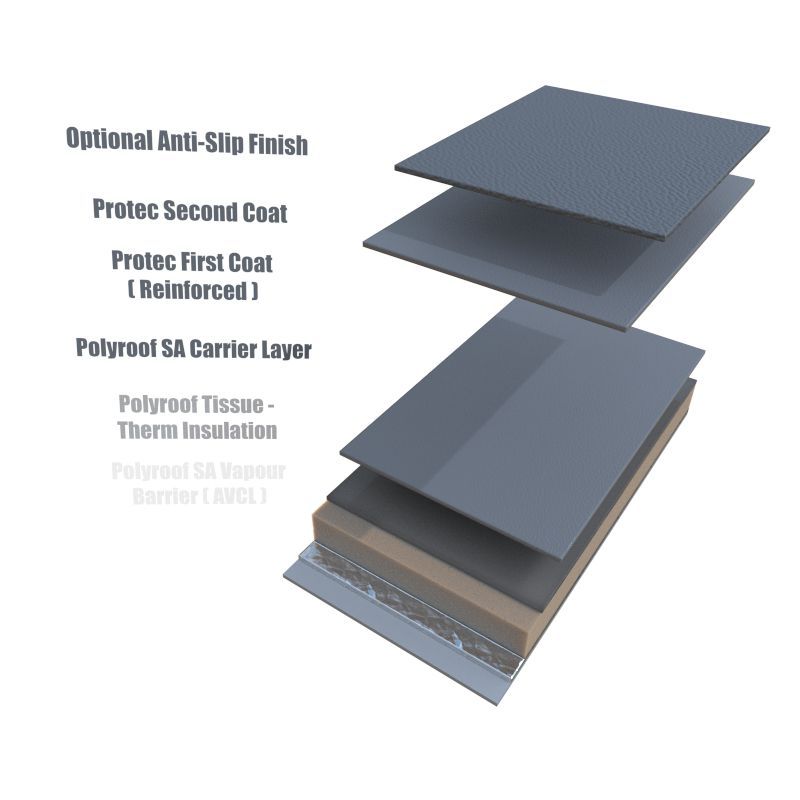 Optional Anti-Slip Finish
Protec Second Coat
Protec First Coat
( Reinforced )
Polyroof SA Carrier Layer
Polyroof Tissue -
Therm Insulation
Polyroof SA Vapour
Barrier ( AVCL )